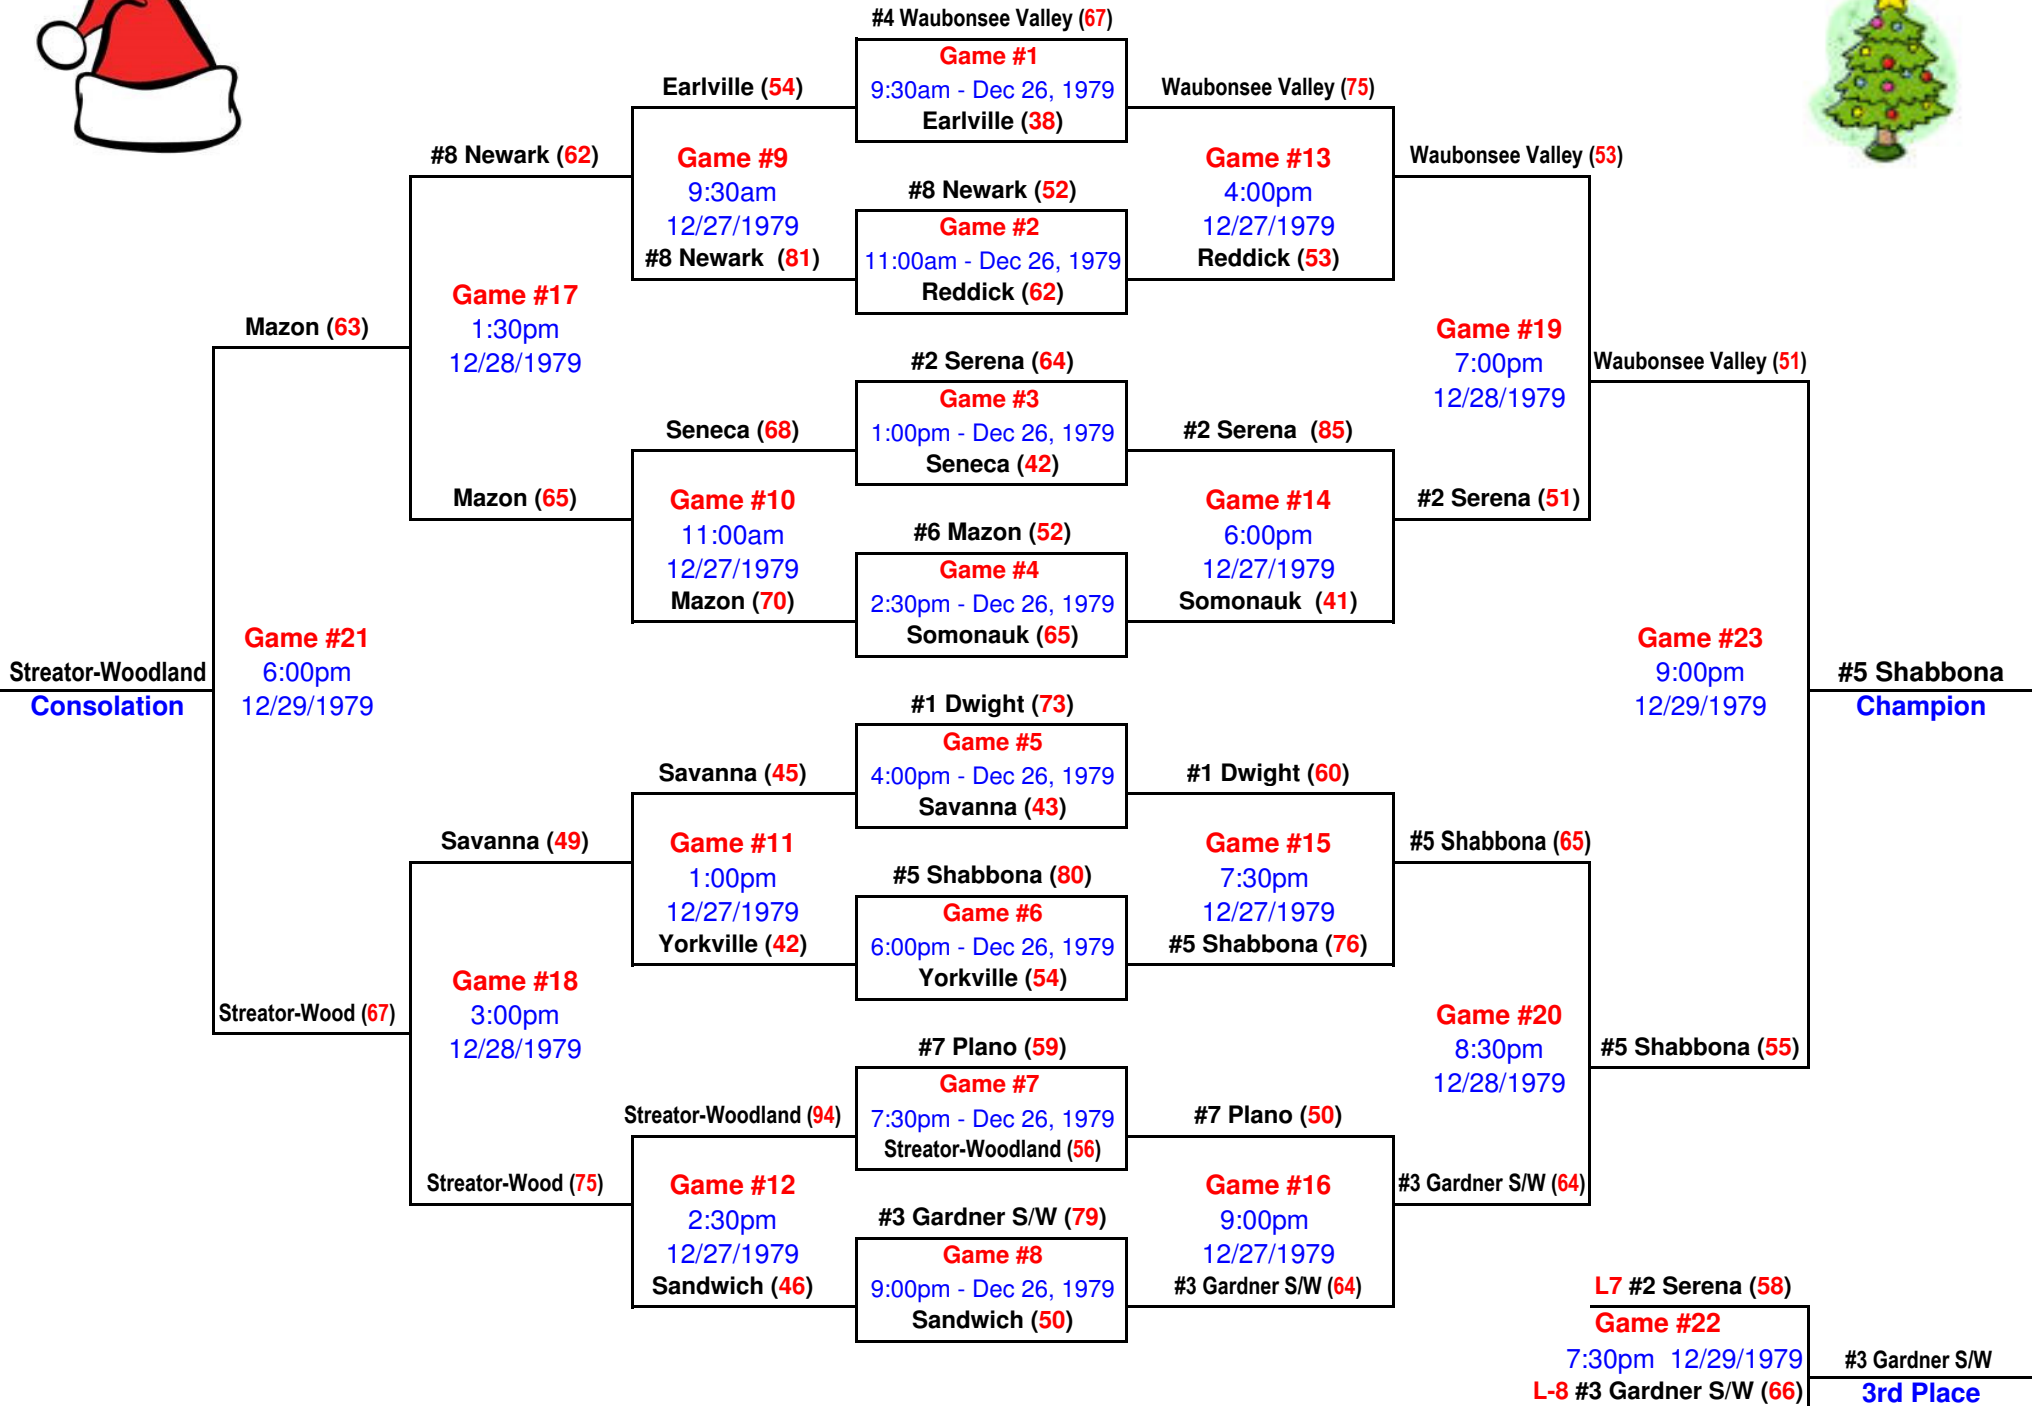 #4 Waubonsee Valley (67)
Game #1
9:30am - Dec 26, 1979
Earlville (38)
#8 Newark (52)
Game #2
11:00am - Dec 26, 1979
Reddick (62)
#2 Serena (64)
Game #3
1:00pm - Dec 26, 1979
Seneca (42)
#6 Mazon (52)
Game #4
2:30pm - Dec 26, 1979
Somonauk (65)
#1 Dwight (73)
Game #5
4:00pm - Dec 26, 1979
Savanna (43)
#5 Shabbona (80)
Game #6
6:00pm - Dec 26, 1979
Yorkville (54)
#7 Plano (59)
Game #7
7:30pm - Dec 26, 1979
Streator-Woodland (56)
#3 Gardner S/W (79)
Game #8
9:00pm - Dec 26, 1979
Sandwich (50)
Earlville (54)
Game #9
9:30am
12/27/1979
#8 Newark (81)
Seneca (68)
Game #10
11:00am
12/27/1979
Mazon (70)
Savanna (45)
Game #11
1:00pm
12/27/1979
Yorkville (42)
Streator-Woodland (94)
Game #12
2:30pm
12/27/1979
Sandwich (46)
Waubonsee Valley (75)
Game #13
4:00pm
12/27/1979
Reddick (53)
#2 Serena (85)
Game #14
6:00pm
12/27/1979
Somonauk (41)
#1 Dwight (60)
Game #15
7:30pm
12/27/1979
#5 Shabbona (76)
#7 Plano (50)
Game #16
9:00pm
12/27/1979
#3 Gardner S/W (64)
#8 Newark (62)
Game #17
1:30pm
12/28/1979
Mazon (65)
Savanna (49)
Game #18
3:00pm
12/28/1979
Streator-Wood (75)
Waubonsee Valley (53)
Game #19
7:00pm
12/28/1979
#2 Serena (51)
#5 Shabbona (65)
Game #20
8:30pm
12/28/1979
#3 Gardner S/W (64)
Mazon (63)
Game #21
6:00pm
12/29/1979
Streator-Wood (67)
Streator-Woodland
Consolation
Waubonsee Valley (51)
Game #23
9:00pm
12/29/1979
#5 Shabbona (55)
#5 Shabbona
Champion
L7 #2 Serena (58)
Game #22
7:30pm 12/29/1979
L-8 #3 Gardner S/W (66)
#3 Gardner S/W
3rd Place